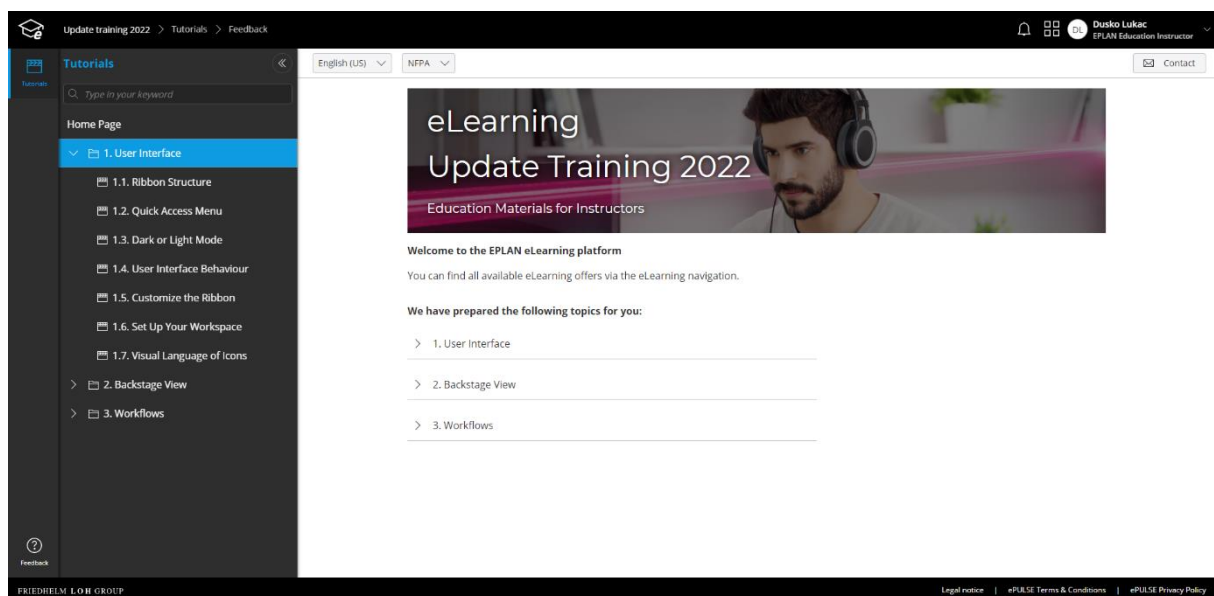 Update training 2022 > Tutorials > Feedback
DL
Dusko Lukac
EPLAN Education Instructor
Tutorials
Tutorials
Type in your keyword
Home Page
1. User Interface
1.1. Ribbon Structure
1.2. Quick Access Menu
1.3. Dark or Light Mode
1.4. User Interface Behaviour
1.5. Customize the Ribbon
1.6. Set Up Your Workspace
1.7. Visual Language of Icons
2. Backstage View
3. Workflows
Feedback
English (US)
NFPA
Contact
eLearning
Update Training 2022
Education Materials for Instructors
Welcome to the EPLAN eLearning platform
You can find all available eLearning offers via the eLearning navigation.
We have prepared the following topics for you:
1. User Interface
2. Backstage View
3. Workflows
FRIEDHELM LOH GROUP
Legal notice | ePULSE Terms & Conditions | ePULSE Privacy Policy